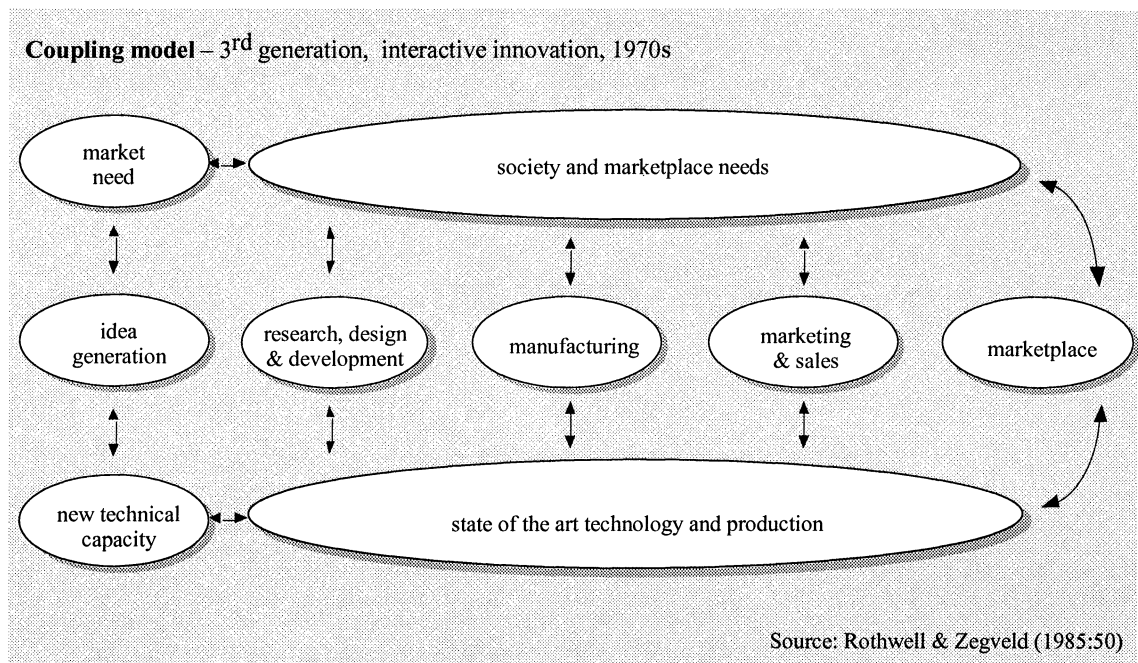 Coupling model – 3rd generation, interactive innovation, 1970s
market
need
society and marketplace needs
idea
generation
research, design
& development
manufacturing
marketing
& sales
marketplace
new technical
capacity
state of the art technology and production
Source: Rothwell & Zegveld (1985:50)